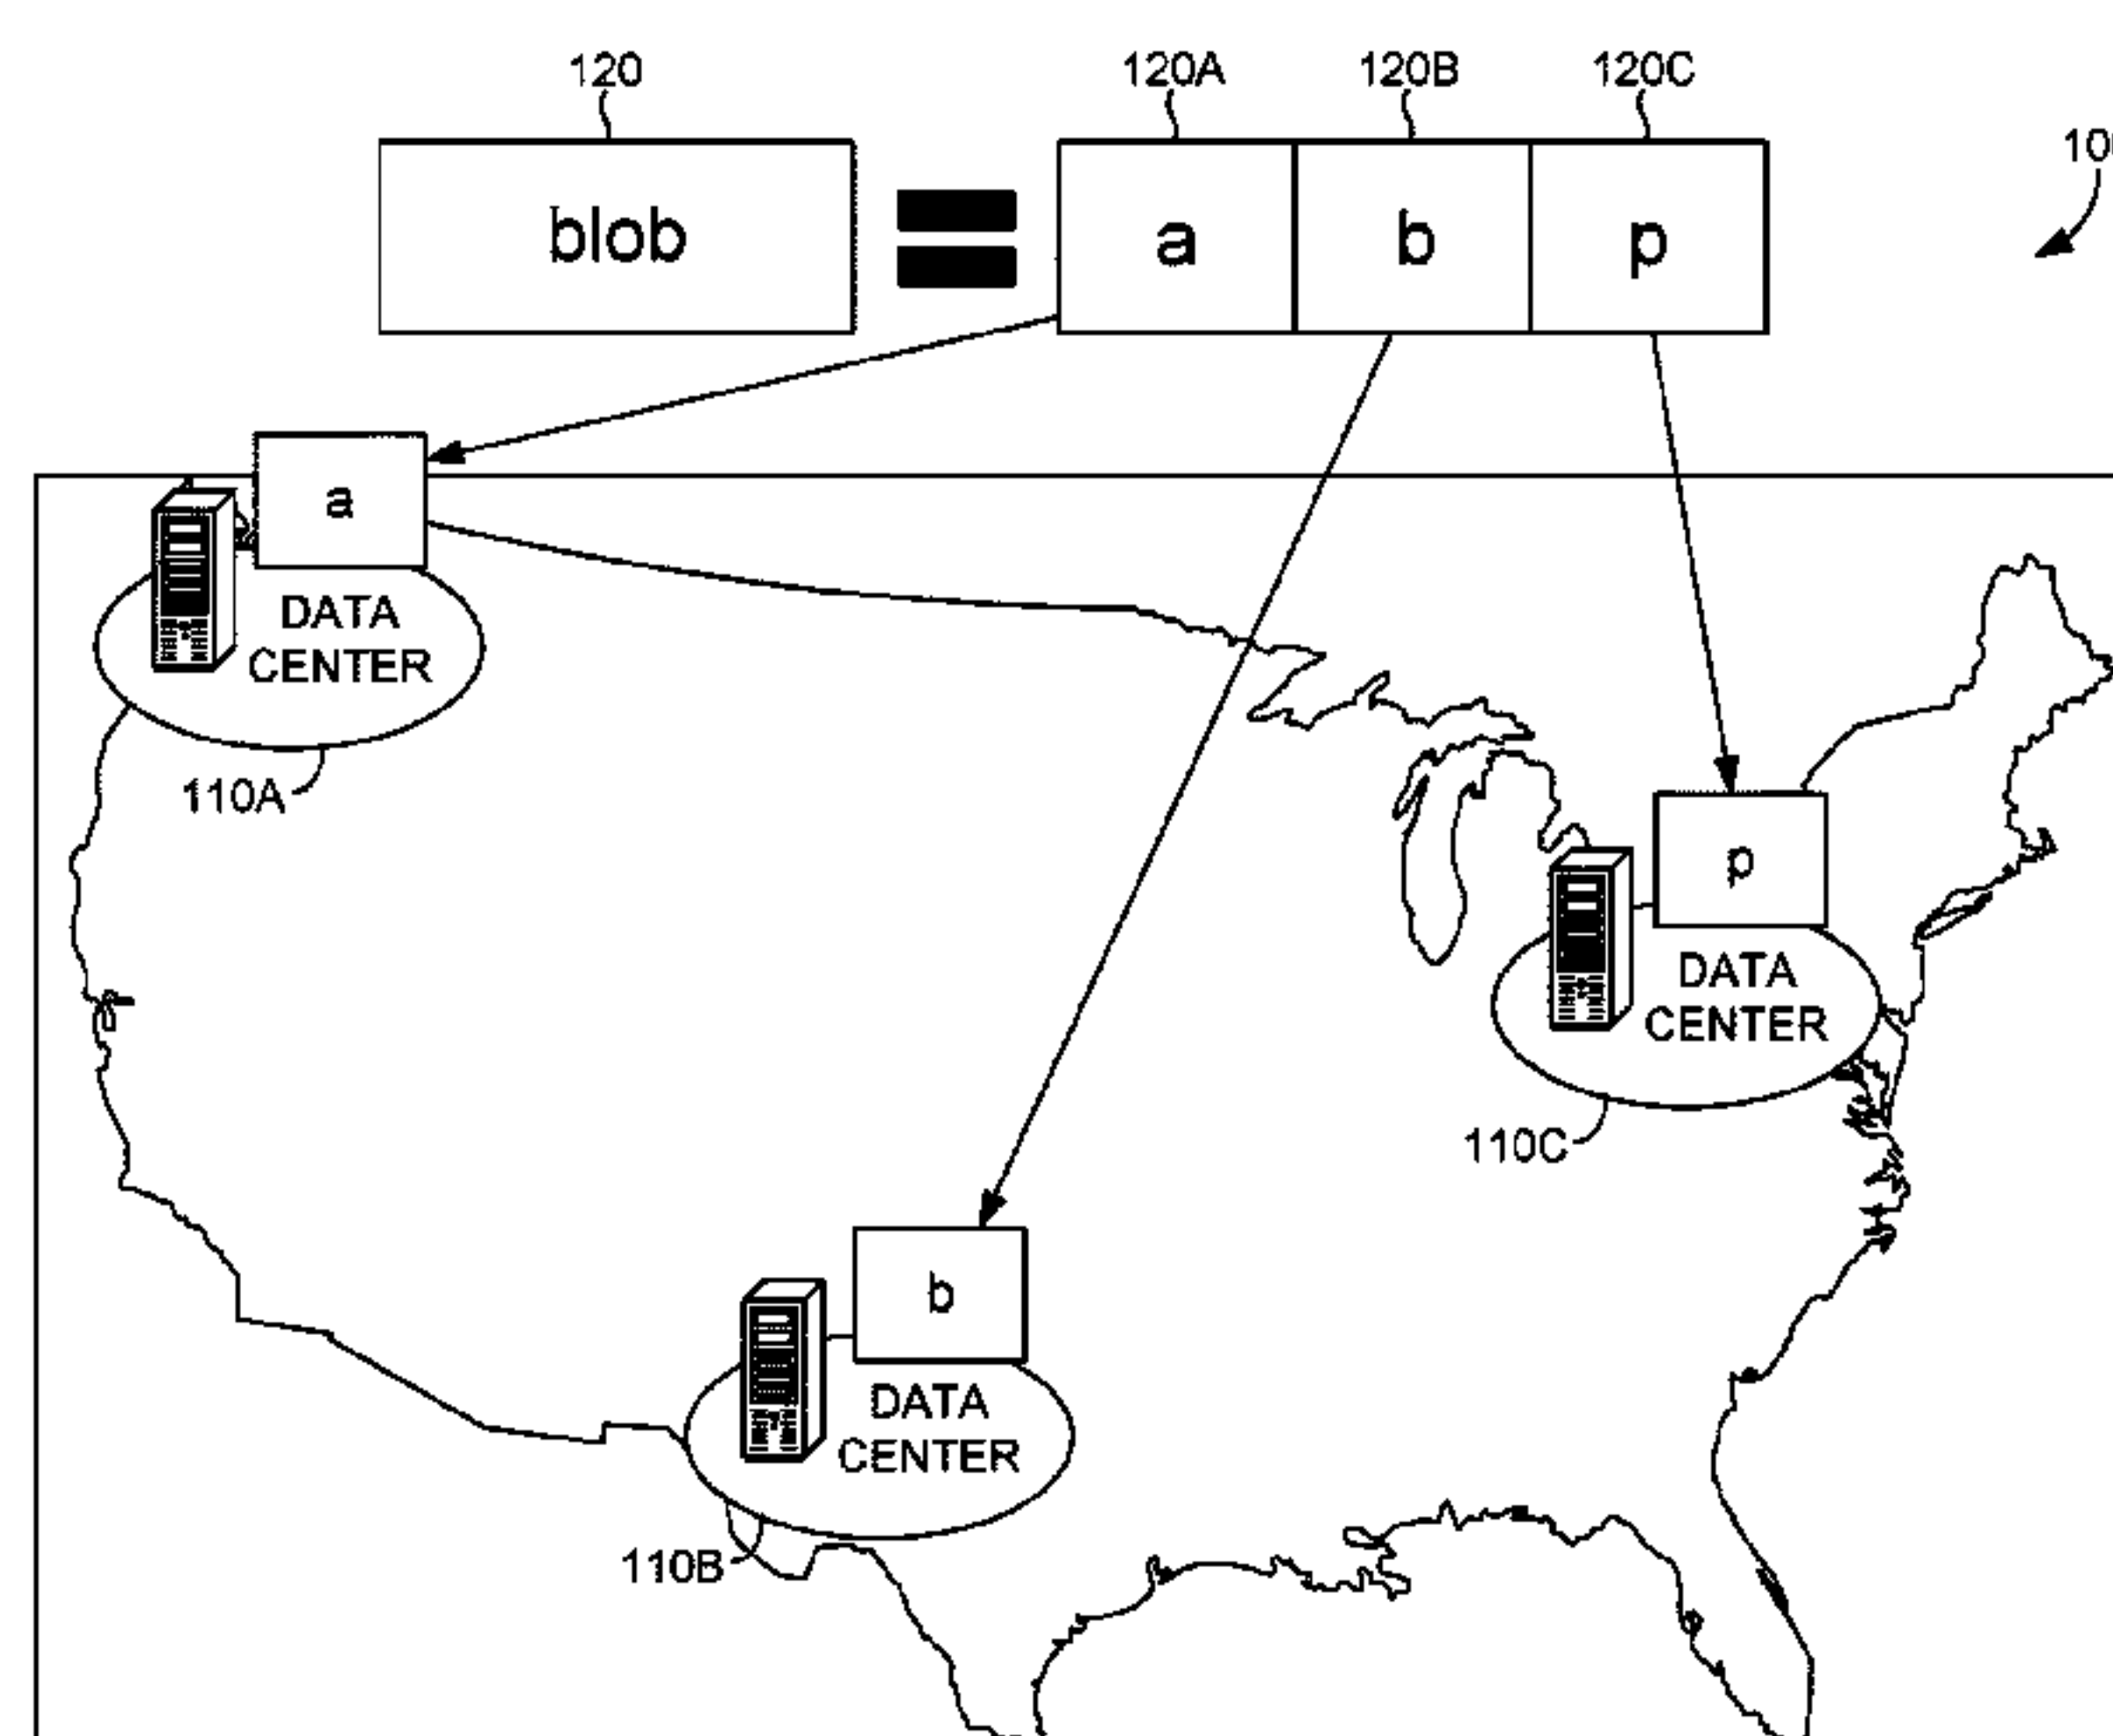 120
120A 120B 120C
blob
a b p
a
DATA
CENTER
110A
p
DATA
CENTER
110C
b
DATA
CENTER
110B